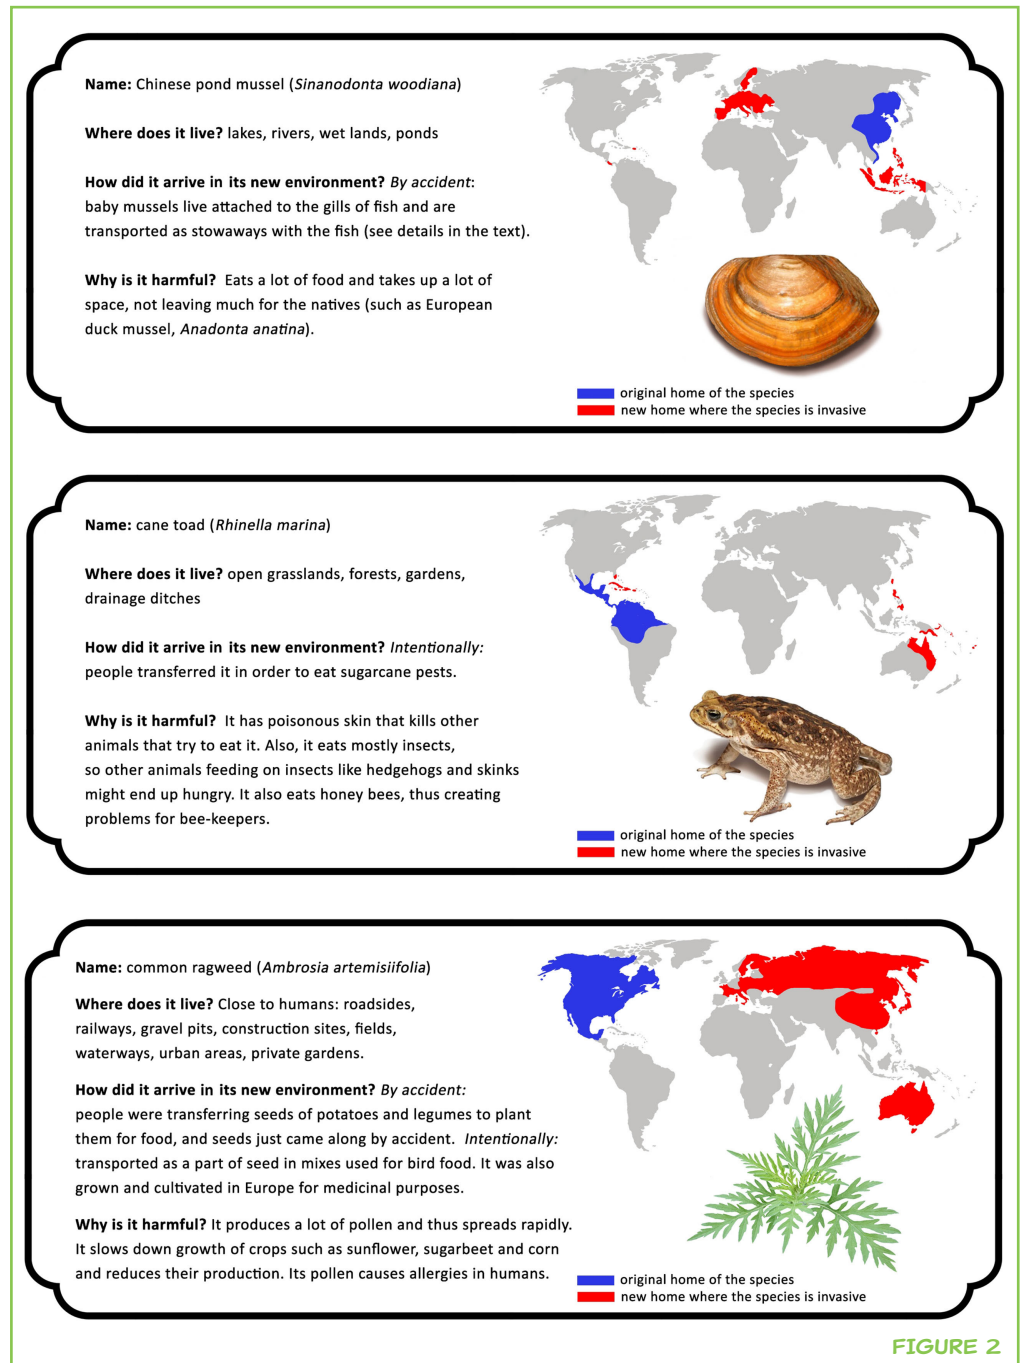 Name: Chinese pond mussel (Sinanodonta woodiana)
Where does it live? lakes, rivers, wet lands, ponds
How did it arrive in its new environment? By accident:
baby mussels live attached to the gills of fish and are
transported as stowaways with the fish (see details in the text).
Why is it harmful? Eats a lot of food and takes up a lot of
space, not leaving much for the natives (such as European
duck mussel, Anadonta anatina).
original home of the species
new home where the species is invasive
Name: cane toad (Rhinella marina)
Where does it live? open grasslands, forests, gardens,
drainage ditches
How did it arrive in its new environment? Intentionally:
people transferred it in order to eat sugarcane pests.
Why is it harmful? It has poisonous skin that kills other
animals that try to eat it. Also, it eats mostly insects,
so other animals feeding on insects like hedgehogs and skinks
might end up hungry. It also eats honey bees, thus creating
problems for bee-keepers.
original home of the species
new home where the species is invasive
Name: common ragweed (Ambrosia artemisiifolia)
Where does it live? Close to humans: roadsides,
railways, gravel pits, construction sites, fields,
waterways, urban areas, private gardens.
How did it arrive in its new environment? By accident:
people were transferring seeds of potatoes and legumes to plant
them for food, and seeds just came along by accident. Intentionally:
transported as a part of seed in mixes used for bird food. It was also
grown and cultivated in Europe for medicinal purposes.
Why is it harmful? It produces a lot of pollen and thus spreads rapidly.
It slows down growth of crops such as sunflower, sugarbeet and corn
and reduces their production. Its pollen causes allergies in humans.
original home of the species
new home where the species is invasive
FIGURE 2